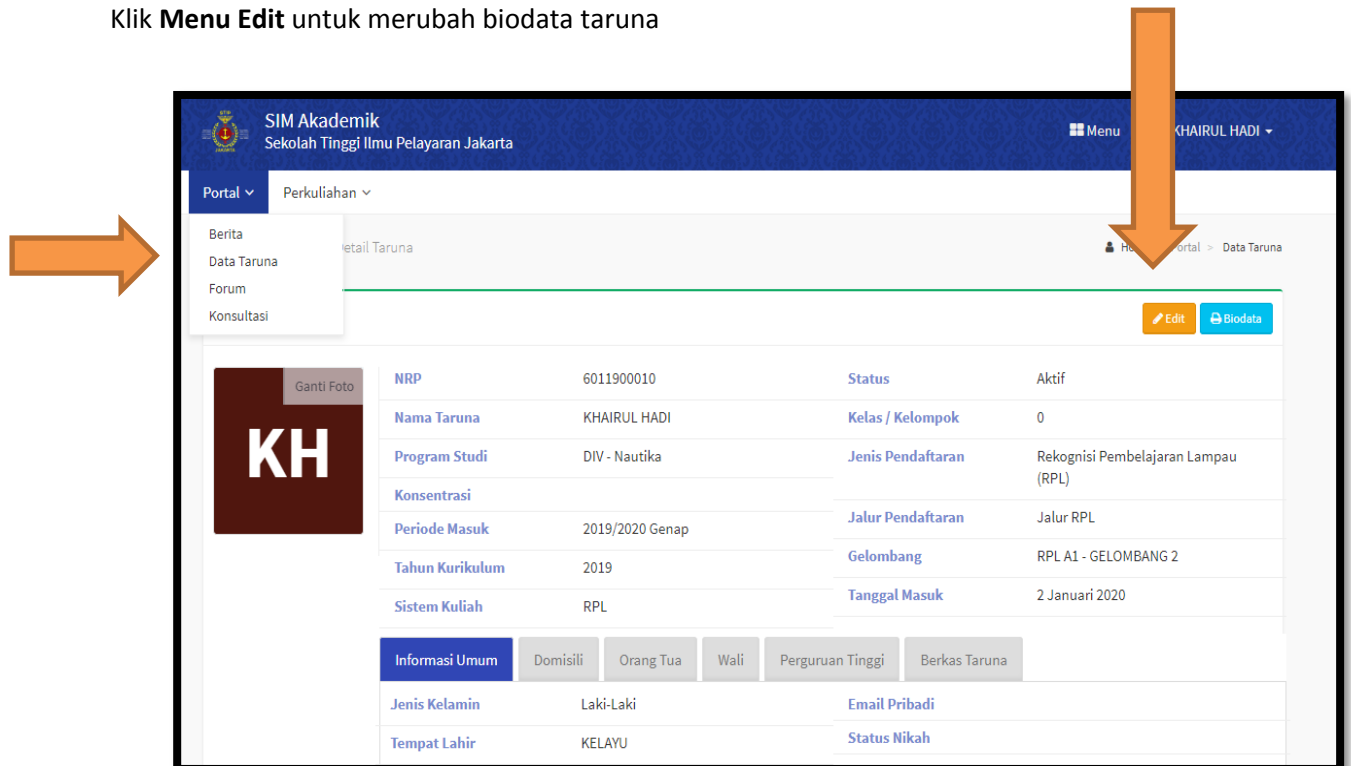 Klik Menu Edit untuk merubah biodata taruna
SIM Akademik
Sekolah Tinggi Ilmu Pelayaran Jakarta
Menu
KHAIRUL HADI
Portal
Perkuliahan
Berita
Data Taruna
Forum
Konsultasi
Taruna
Data Taruna
Edit
Biodata
Ganti Foto
KH
NRP 6011900010
Nama Taruna KHAIRUL HADI
Program Studi DIV - Nautika
Konsentrasi
Periode Masuk 2019/2020 Genap
Tahun Kurikulum 2019
Sistem Kuliah RPL
Status Aktif
Kelas / Kelompok 0
Jenis Pendaftaran Rekognisi Pembelajaran Lampau
(RPL)
Jalur Pendaftaran Jalur RPL
Gelombang RPL A1 - GELOMBANG 2
Tanggal Masuk 2 Januari 2020
Informasi Umum Domisili Orang Tua Wali Perguruan Tinggi Berkas Taruna
Jenis Kelamin Laki-Laki
Tempat Lahir KELAYU
Email Pribadi
Status Nikah